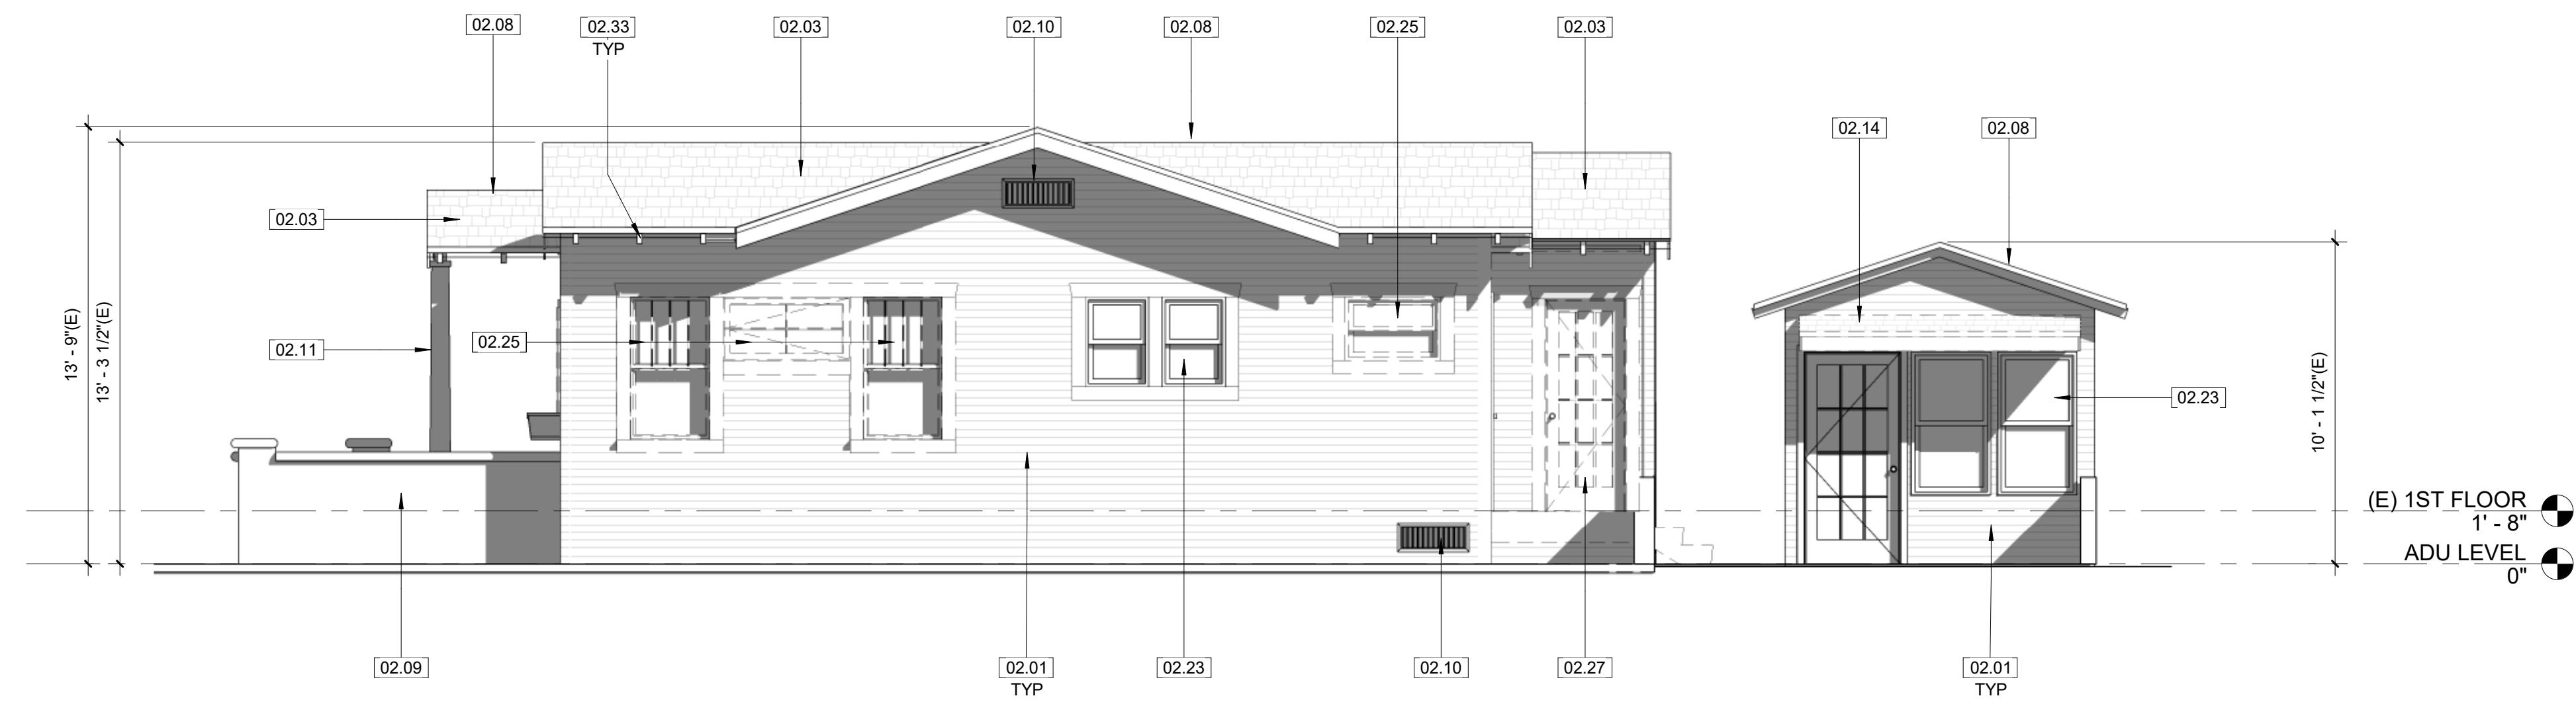 02.08
02.33
TYP
02.03
02.10
02.08
02.25
02.03
02.14
02.08
02.03
02.11
02.25
02.23
13' - 9"(E)
13' - 3 1/2"(E)
10' - 1 1/2"(E)
(E) 1ST FLOOR
1' - 8"
ADU LEVEL
0"
02.09
02.01
TYP
02.23
02.10
02.27
02.01
TYP